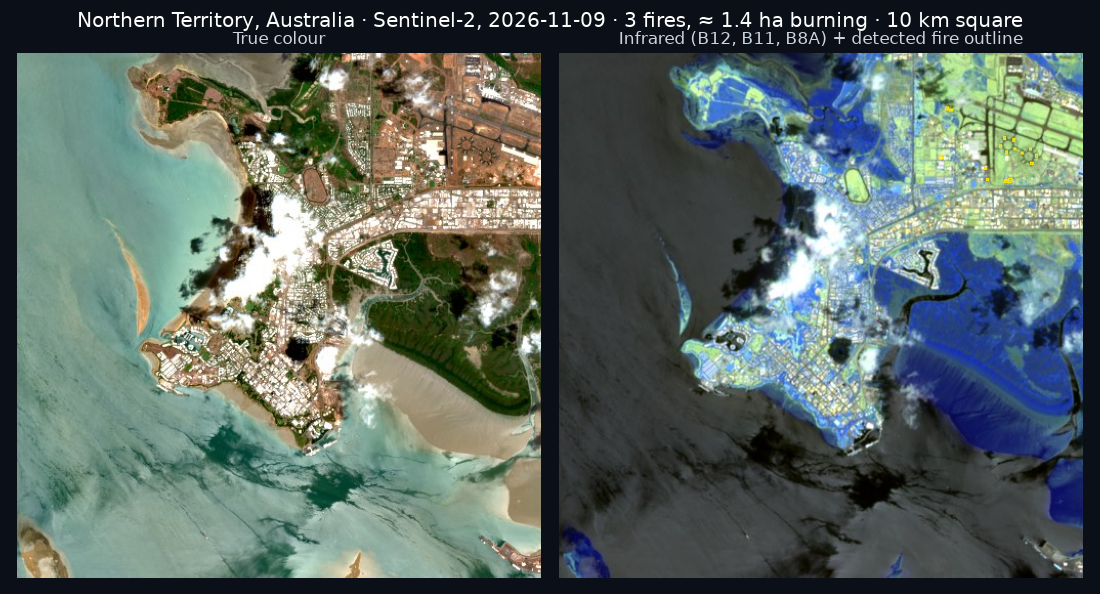 Northern Territory, Australia · Sentinel-2, 2026-11-09 · 3 fires, ≈ 1.4 ha burning · 10 km square
True colour
Infrared (B12, B11, B8A) + detected fire outline